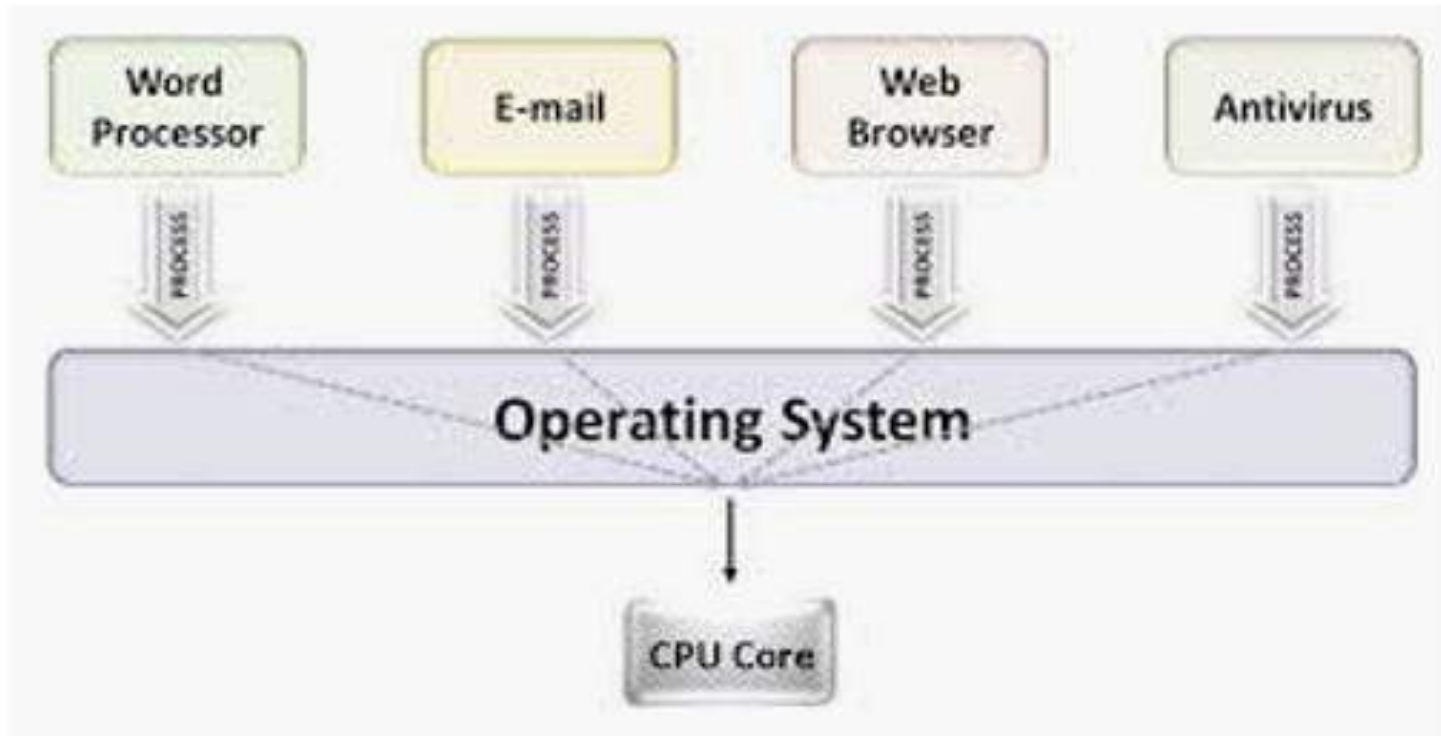 Word
Processor
E-mail
Web
Browser
Antivirus
PROCESS
PROCESS
PROCESS
PROCESS
Operating System
CPU Core